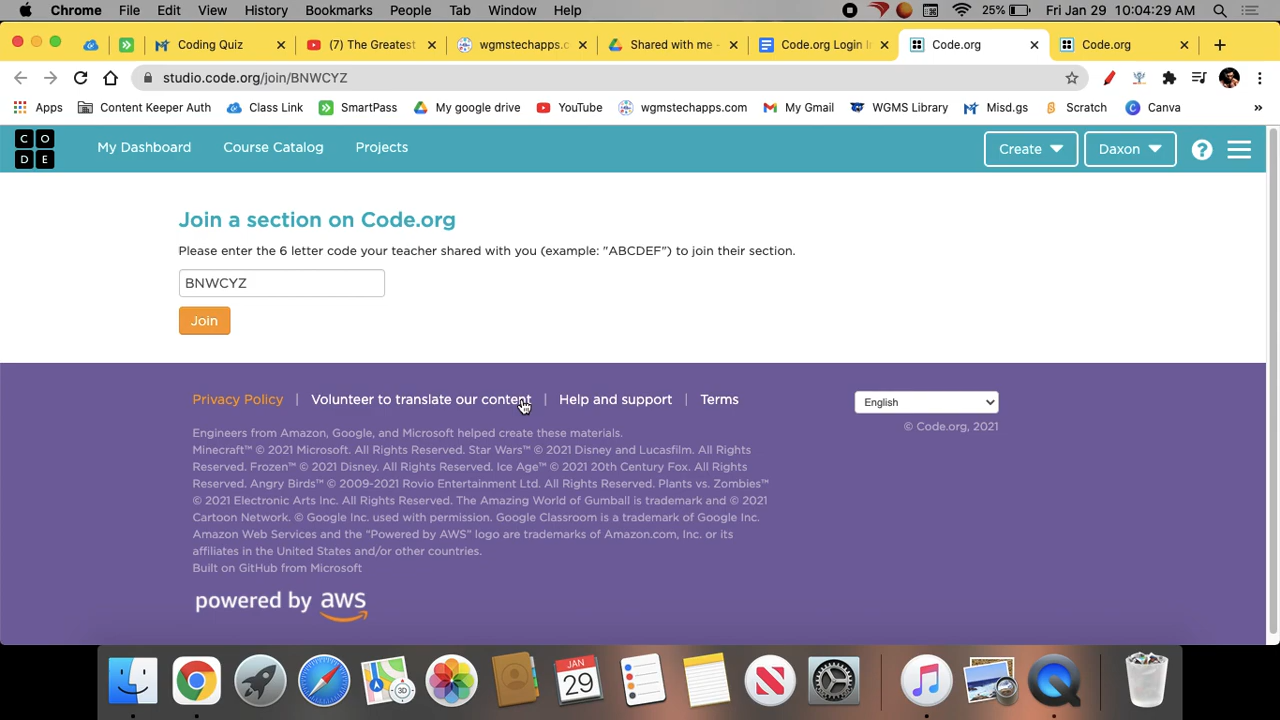 Chrome File Edit View History Bookmarks People Tab Window Help 25% Fri Jan 29 10:04:29 AM
Coding Quiz (7) The Greatest wgmstechapps.c Shared with me - Code.org Login I Code.org Code.org
studio.code.org/join/BNWCYZ
Apps Content Keeper Auth Class Link SmartPass My google drive YouTube wgmstechapps.com My Gmail WGMS Library Misd.gs Scratch Canva »
C O
D E
My Dashboard Course Catalog Projects Create Daxon ?
Join a section on Code.org
Please enter the 6 letter code your teacher shared with you (example: "ABCDEF") to join their section.
BNWCYZ
Join
Privacy Policy | Volunteer to translate our content | Help and support | Terms English
© Code.org, 2021
Engineers from Amazon, Google, and Microsoft helped create these materials.
Minecraft™ © 2021 Microsoft. All Rights Reserved. Star Wars™ © 2021 Disney and Lucasfilm. All Rights
Reserved. Frozen™ © 2021 Disney. All Rights Reserved. Ice Age™ © 2021 20th Century Fox. All Rights
Reserved. Angry Birds™ © 2009-2021 Rovio Entertainment Ltd. All Rights Reserved. Plants vs. Zombies™
© 2021 Electronic Arts Inc. All Rights Reserved. The Amazing World of Gumball is trademark and © 2021
Cartoon Network. © Google Inc. used with permission. Google Classroom is a trademark of Google Inc.
Amazon Web Services and the “Powered by AWS” logo are trademarks of Amazon.com, Inc. or its
affiliates in the United States and/or other countries.
Built on GitHub from Microsoft
powered by aws
JAN
29
3D